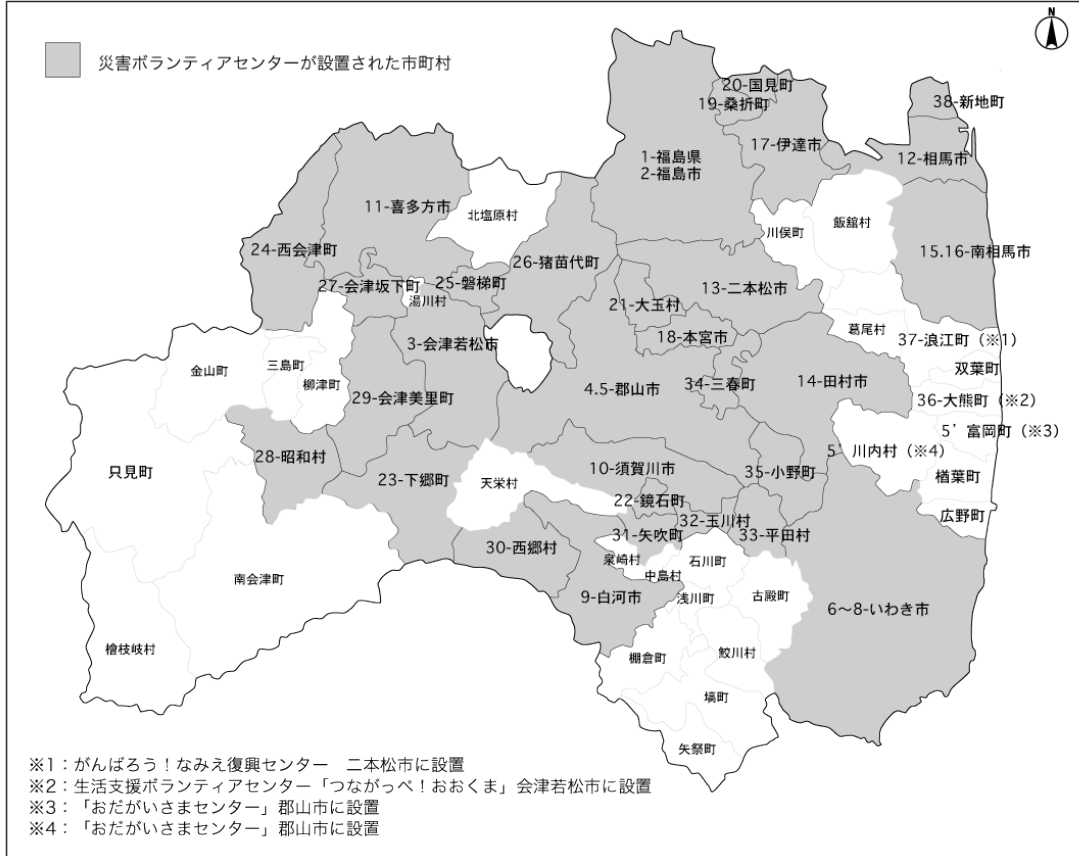 N
災害ボランティアセンターが設置された市町村
20-国見町
19-桑折町
38-新地町
17-伊達市
12-相馬市
1-福島県
2-福島市
11-喜多方市
北塩原村
飯舘村
川俣町
24-西会津町
15.16-南相馬市
26-猪苗代町
27-会津坂下町
25-磐梯町
湯川村
13-二本松市
21-大玉村
葛尾村
18-本宮市
37-浪江町（※1）
3-会津若松市
三島町
双葉町
金山町
柳津町
14-田村市
34-三春町
4.5-郡山市
29-会津美里町
36-大熊町（※2）
5’富岡町（※3）
5’川内村（※4）
28-昭和村
10-須賀川市
35-小野町
只見町
23-下郷町
天栄村
楢葉町
22-鏡石町
広野町
32-玉川村
31-矢吹町
33-平田村
30-西郷村
泉崎村
石川町
中島村
南会津町
9-白河市
浅川町
古殿町
6〜8-いわき市
檜枝岐村
棚倉町
鮫川村
塙町
矢祭町
※1：がんばろう！なみえ復興センター　二本松市に設置
※2：生活支援ボランティアセンター「つながっぺ！おおくま」会津若松市に設置
※3：「おだがいさまセンター」郡山市に設置
※4：「おだがいさまセンター」郡山市に設置